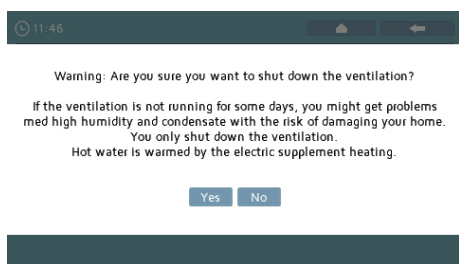 11:46
Warning: Are you sure you want to shut down the ventilation?
If the ventilation is not running for some days, you might get problems
med high humidity and condensate with the risk of damaging your home.
You only shut down the ventilation.
Hot water is warmed by the electric supplement heating.
Yes No